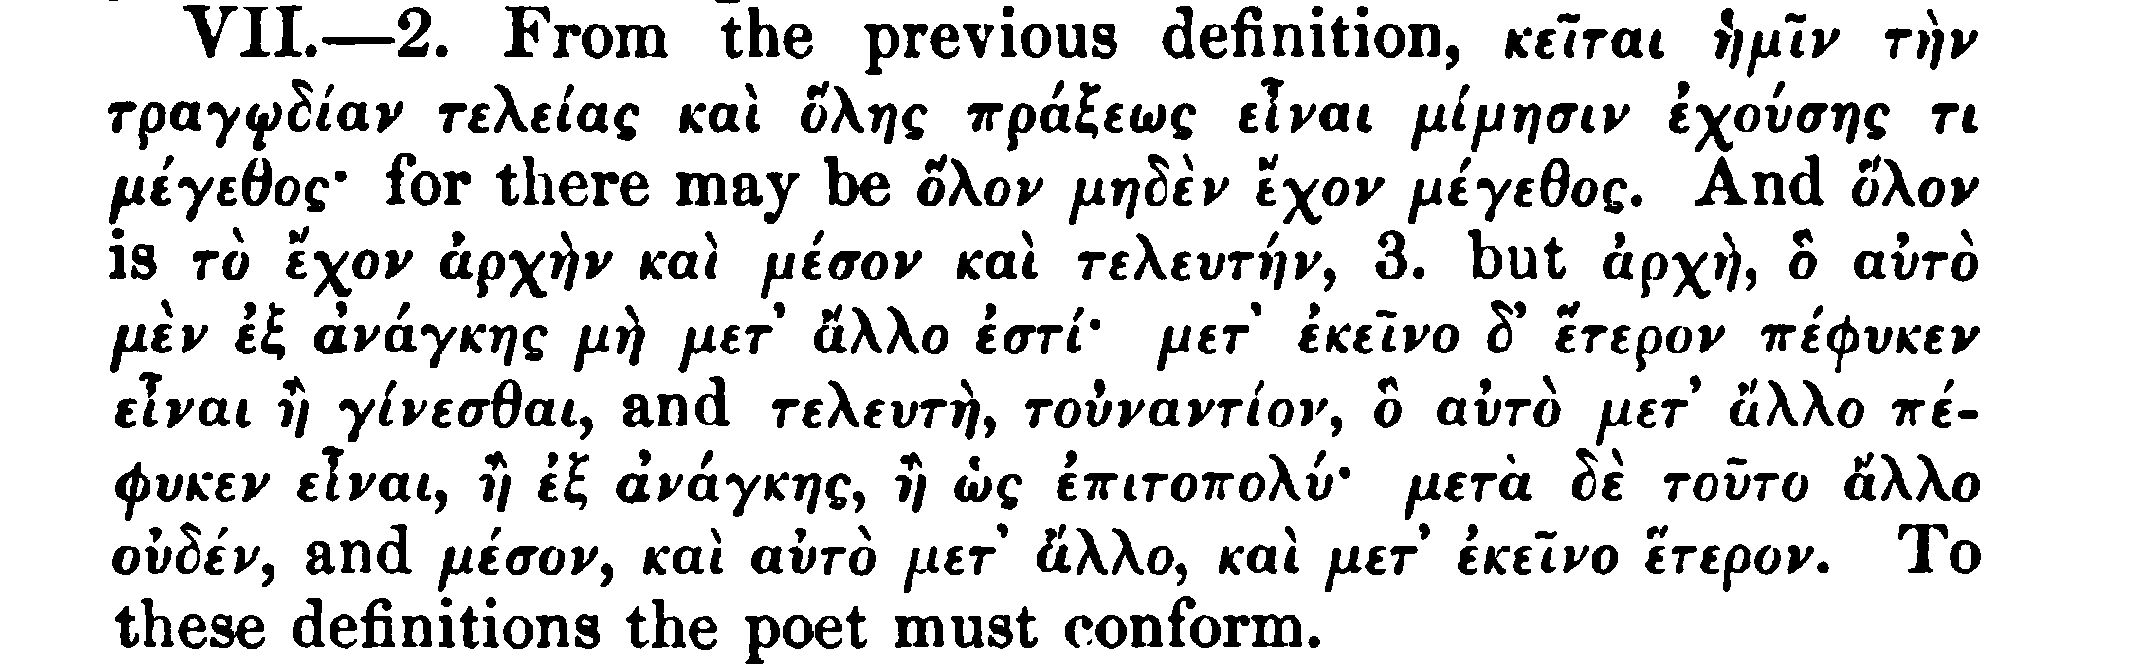 VII.—2. From the previous definition, κεῖται ἡμῖν τὴν
τραγῳδίαν τελείας καὶ ὅλης πράξεως εἶναι μίμησιν ἐχούσης τι
μέγεθος· for there may be ὅλον μηδὲν ἔχον μέγεθος. And ὅλον
is τὸ ἔχον ἀρχὴν καὶ μέσον καὶ τελευτήν, 3. but ἀρχὴ, ὃ αὐτὸ
μὲν ἐξ ἀνάγκης μὴ μετ᾽ ἄλλο ἐστί· μετ᾽ ἐκεῖνο δ᾽ ἕτερον πέφυκεν
εἶναι ἢ γίνεσθαι, and τελευτὴ, τοὐναντίον, ὃ αὐτὸ μετ᾽ ἄλλο πέ-
φυκεν εἶναι, ἢ ἐξ ἀνάγκης, ἢ ὡς ἐπιτοπολύ· μετὰ δὲ τοῦτο ἄλλο
οὐδέν, and μέσον, καὶ αὐτὸ μετ᾽ ἄλλο, καὶ μετ᾽ ἐκεῖνο ἕτερον. To
these definitions the poet must conform.